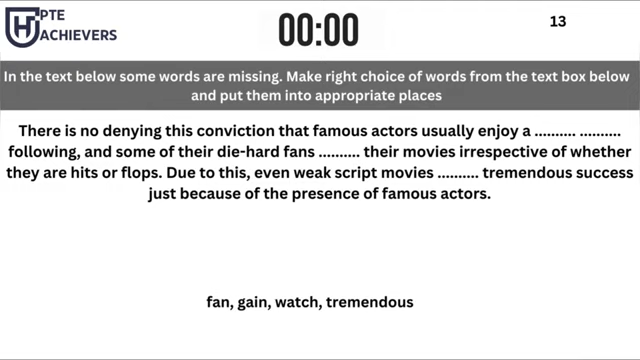 PTE
ACHIEVERS
00:00
13
In the text below some words are missing. Make right choice of words from the text box below
and put them into appropriate places
There is no denying this conviction that famous actors usually enjoy a .......... ..........
following, and some of their die-hard fans .......... their movies irrespective of whether
they are hits or flops. Due to this, even weak script movies .......... tremendous success
just because of the presence of famous actors.
fan, gain, watch, tremendous